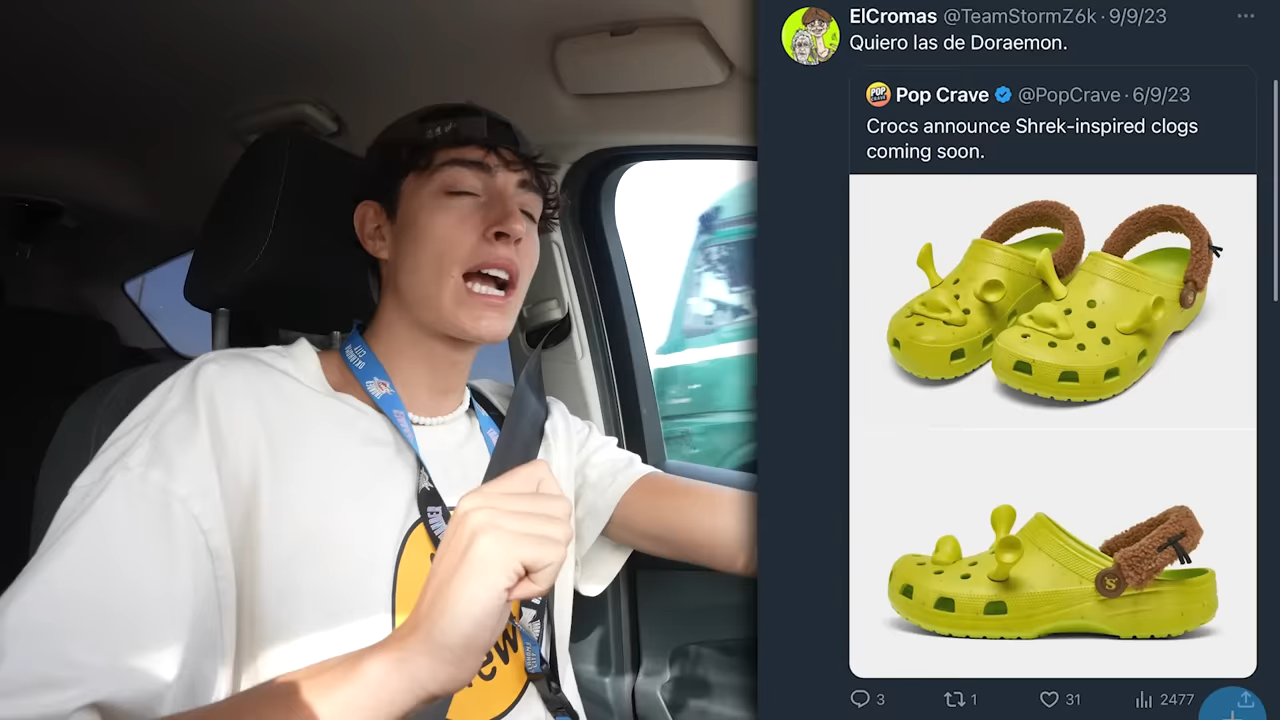 ElCromas @TeamStormZ6k · 9/9/23
Quiero las de Doraemon.
Pop Crave @PopCrave · 6/9/23
Crocs announce Shrek-inspired clogs
coming soon.
3 1 31 2477